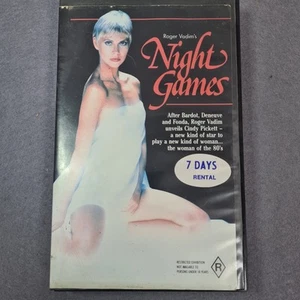 Roger Vadim's
Night
Games
After Bardot, Deneuve
and Fonda, Roger Vadim
unveils Cindy Pickett -
a new kind of star to
play a new kind of woman...
the woman of the 80's
7 DAYS
RENTAL
R